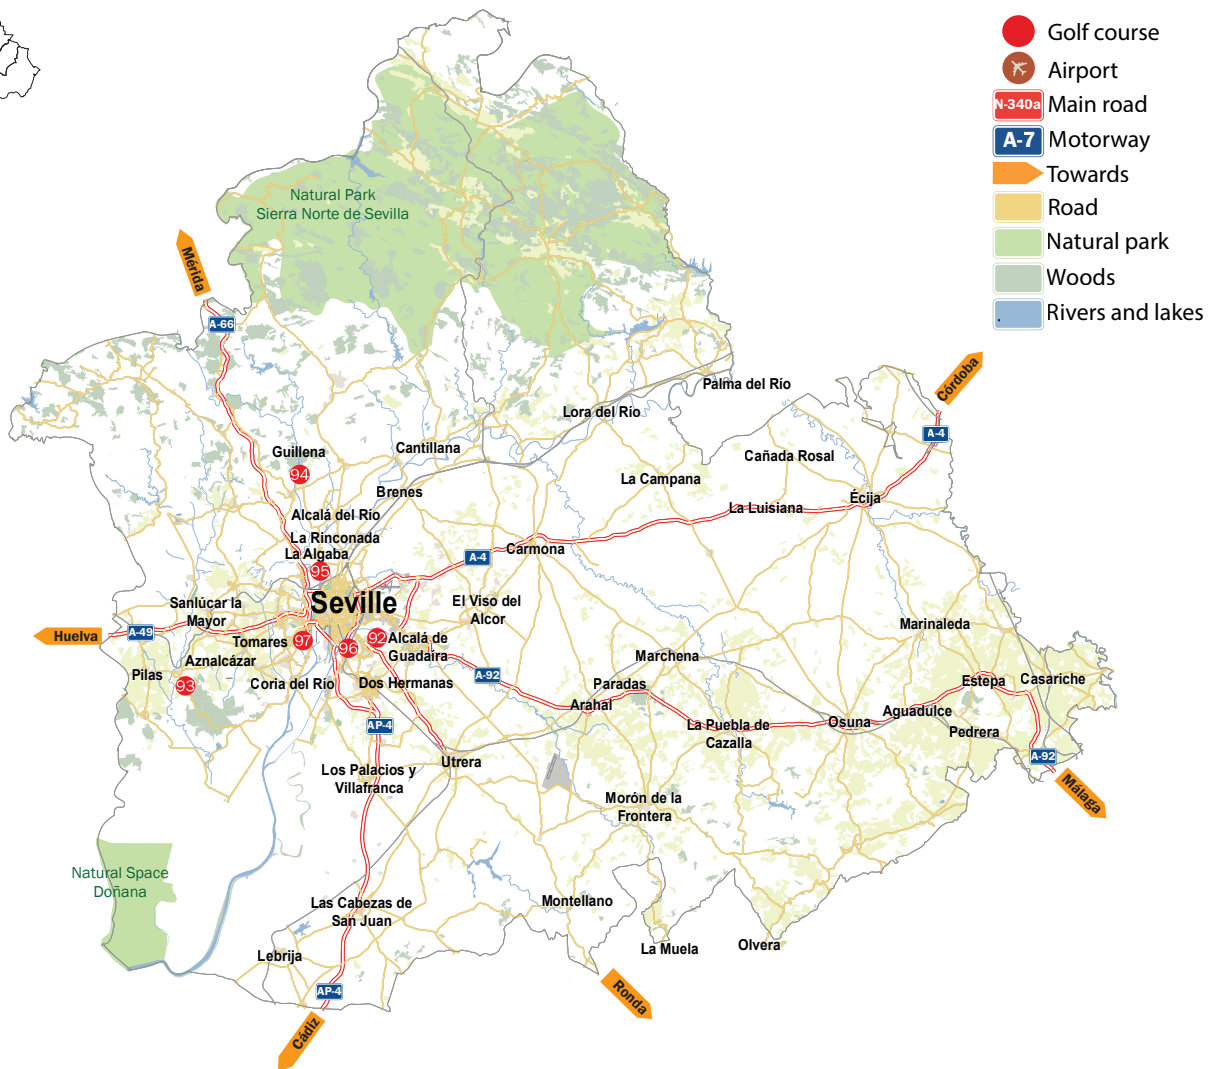 Golf course
Airport
N-340a Main road
A-7 Motorway
Towards
Road
Natural park
Woods
Rivers and lakes
Natural Park
Sierra Norte de Sevilla
Mérida
A-66
Córdoba
A-4
Palma del Río
Lora del Río
Guillena
94
Cantillana
Cañada Rosal
La Campana
Brenes
Écija
La Luisiana
Alcalá del Río
La Rinconada
La Algaba
95
Carmona
A-4
Seville
Sanlúcar la
Mayor
El Viso del
Alcor
Huelva
A-49
Tomares
97
96
92
Alcalá de
Guadaíra
Marinaleda
Aznalcázar
Pilas
93
Coria del Río
Dos Hermanas
A-92
Marchena
Paradas
Arahal
Estepa
Casariche
Aguadulce
Osuna
La Puebla de
Cazalla
Pedrera
AP-4
A-92
Málaga
Utrera
Los Palacios y
Villafranca
Morón de la
Frontera
Natural Space
Doñana
Las Cabezas de
San Juan
Montellano
La Muela
Olvera
Lebrija
AP-4
Ronda
Cádiz